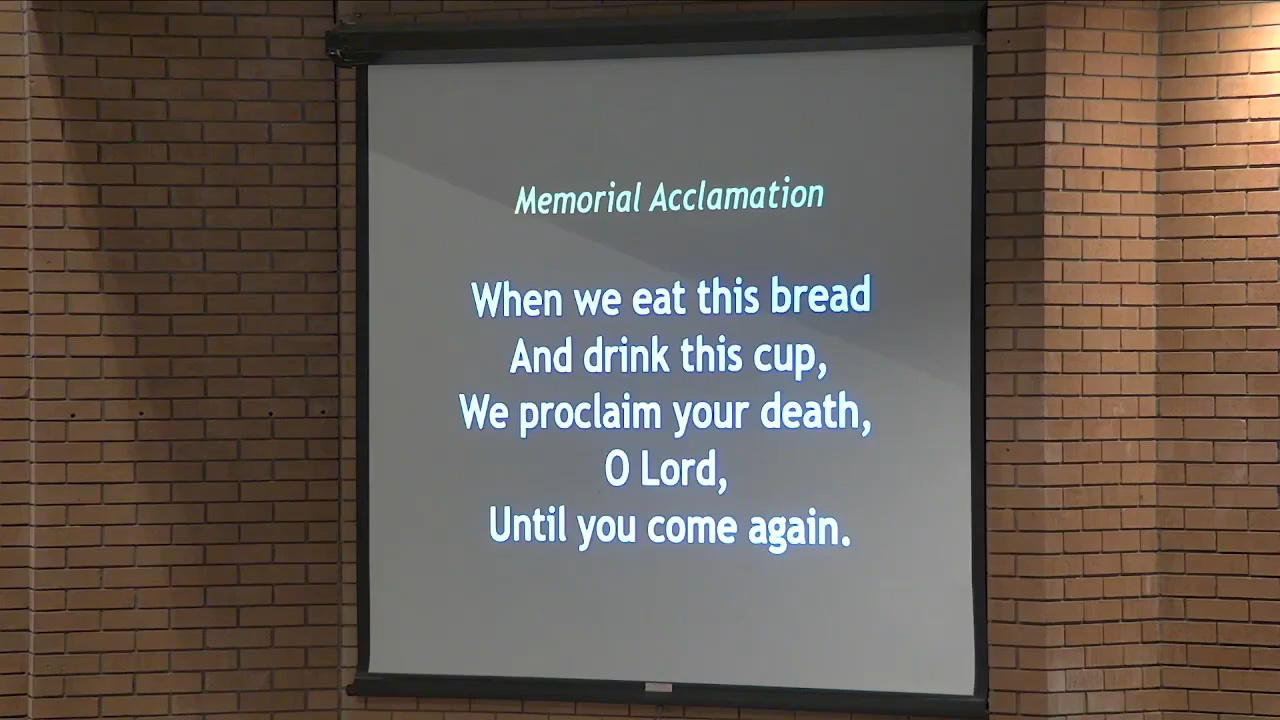 Memorial Acclamation
When we eat this bread
And drink this cup,
We proclaim your death,
O Lord,
Until you come again.